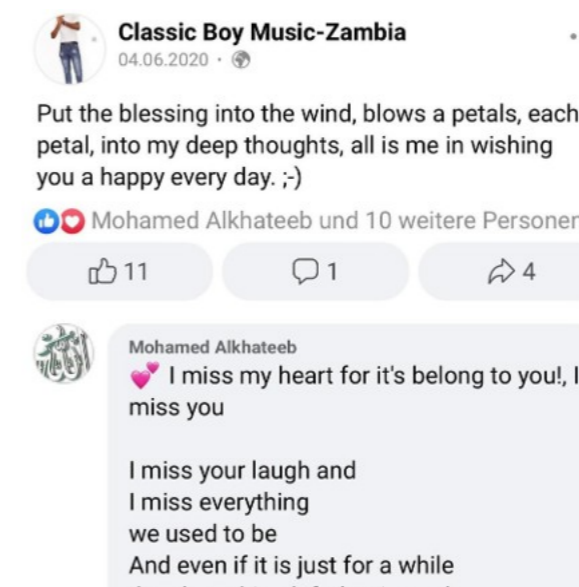 Classic Boy Music-Zambia
04.06.2020 ·
Put the blessing into the wind, blows a petals, each
petal, into my deep thoughts, all is me in wishing
you a happy every day. ;-)
Mohamed Alkhateeb und 10 weitere Personen
11
1
4
Mohamed Alkhateeb
💕 I miss my heart for it's belong to you!, I
miss you
I miss your laugh and
I miss everything
we used to be
And even if it is just for a while